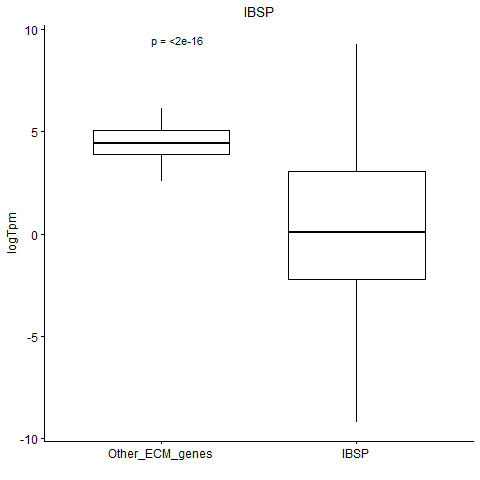 IBSP
p = <2e-16
10
5
0
-5
-10
logTpm
Other_ECM_genes
IBSP